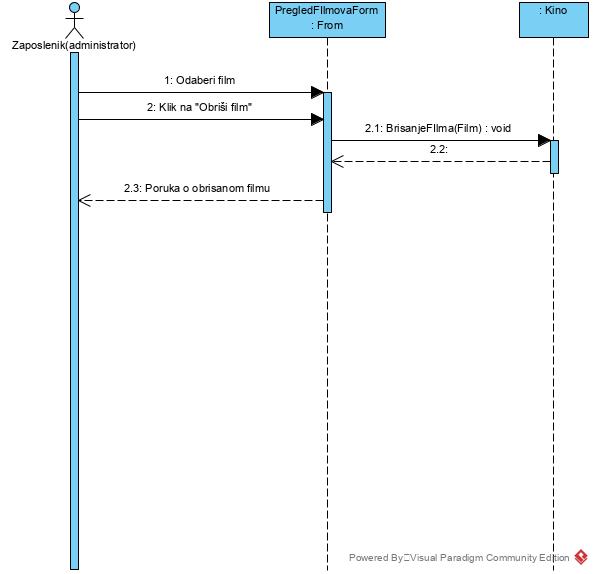 PregledFIlmovaForm
: From
: Kino
Zaposlenik(administrator)
1: Odaberi film
2: Klik na "Obriši film"
2.1: BrisanjeFIlma(Film) : void
2.2:
2.3: Poruka o obrisanom filmu
Powered By Visual Paradigm Community Edition